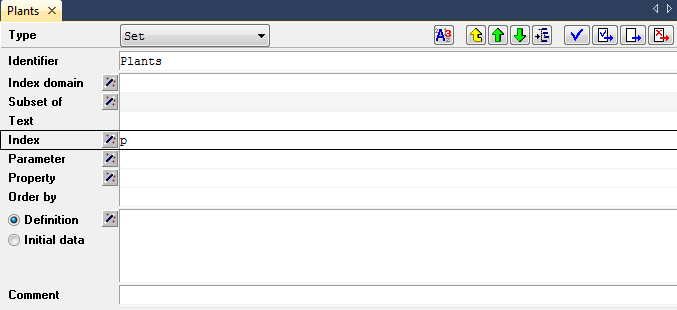 Plants
Type Set
Identifier Plants
Index domain
Subset of
Text
Index p
Parameter
Property
Order by
Definition
Initial data
Comment